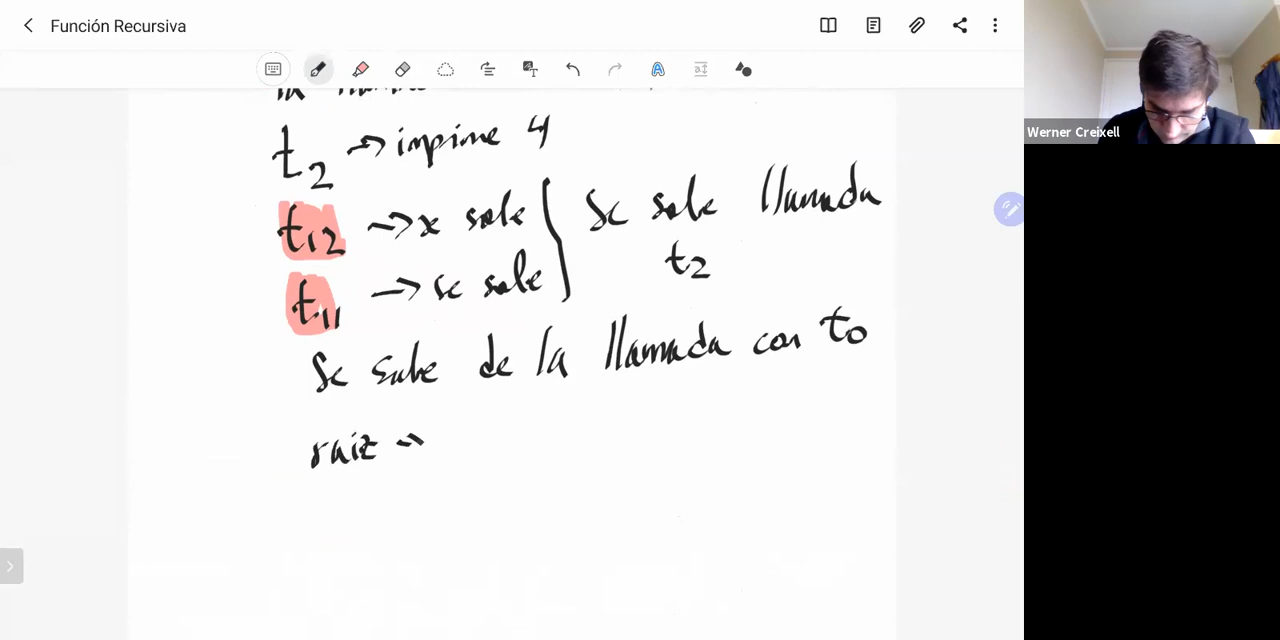 Función Recursiva
t2 → imprime 4
t12 → se sale } Se sale llamada
t11 → se sale t2
Se sale de la llamada con t0
raiz →
Werner Creixell